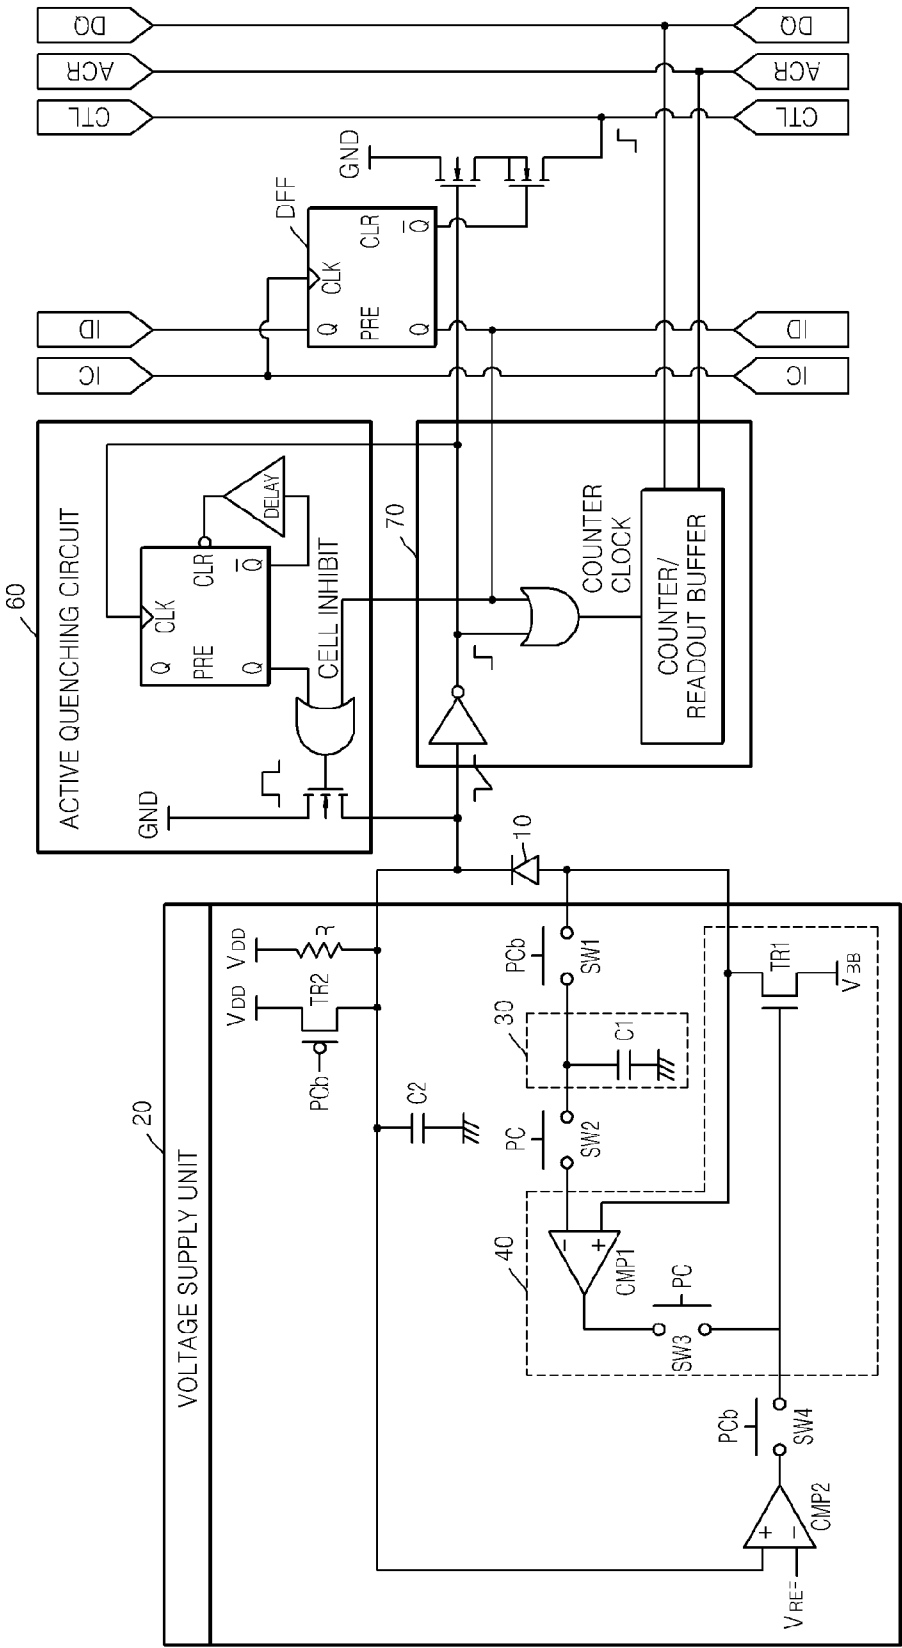 DQ
ACR
CTL
DQ
ACR
CTL
GND
DFF
CLR
Q
CLK
PRE
Q
Q
ID
IC
ID
IC
60
ACTIVE QUENCHING CIRCUIT
DELAY
CLR
Q
CLK
PRE
Q
Q
CELL INHIBIT
GND
70
COUNTER
CLOCK
COUNTER/
READOUT BUFFER
10
20
VOLTAGE SUPPLY UNIT
VDD
R
VDD
TR2
PCb
C2
PCb
SW1
30
C1
PC
SW2
TR1
VBB
40
CMP1
PC
SW3
PCb
SW4
CMP2
VREF
+
−
−
+